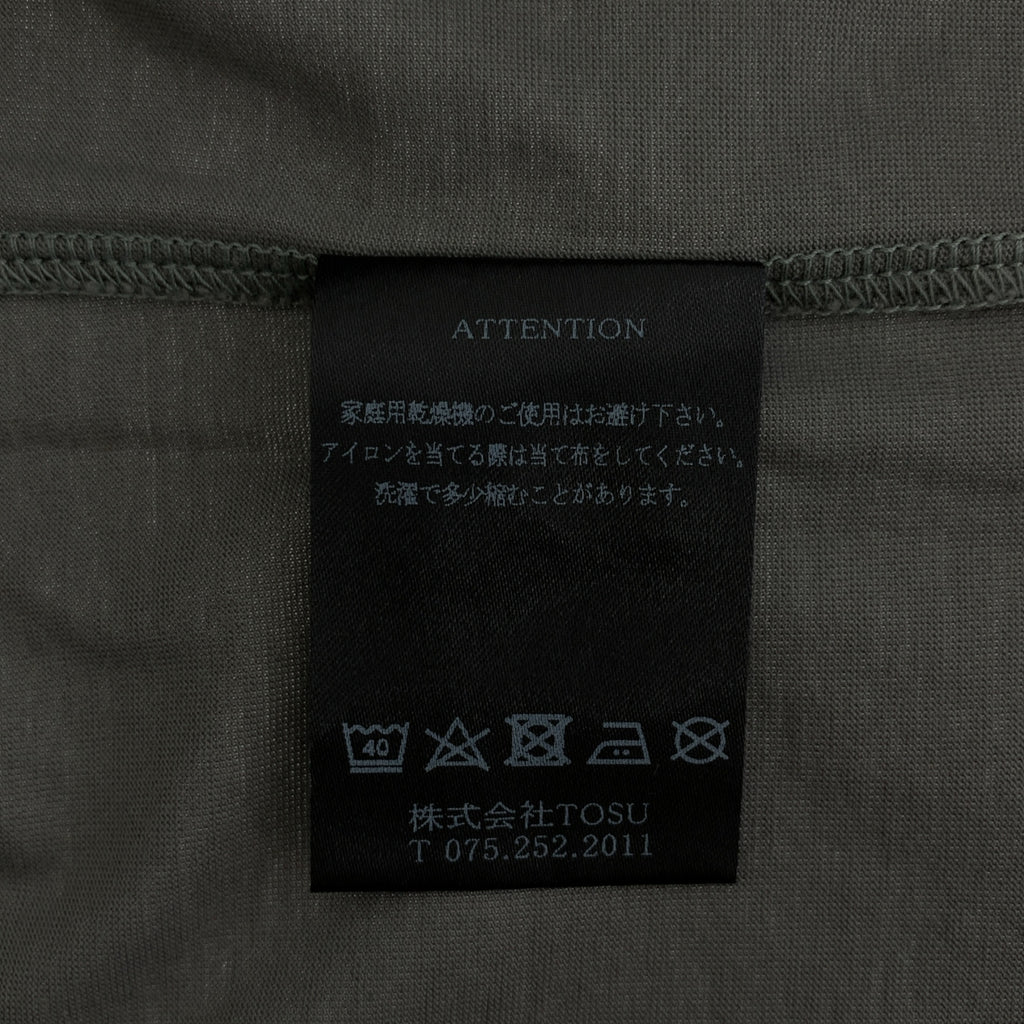 ATTENTION
家庭用乾燥機のご使用はお避け下さい。
アイロンを当てる際は当て布をしてください。
洗濯で多少縮むことがあります。
40
株式会社TOSU
T 075.252.2011